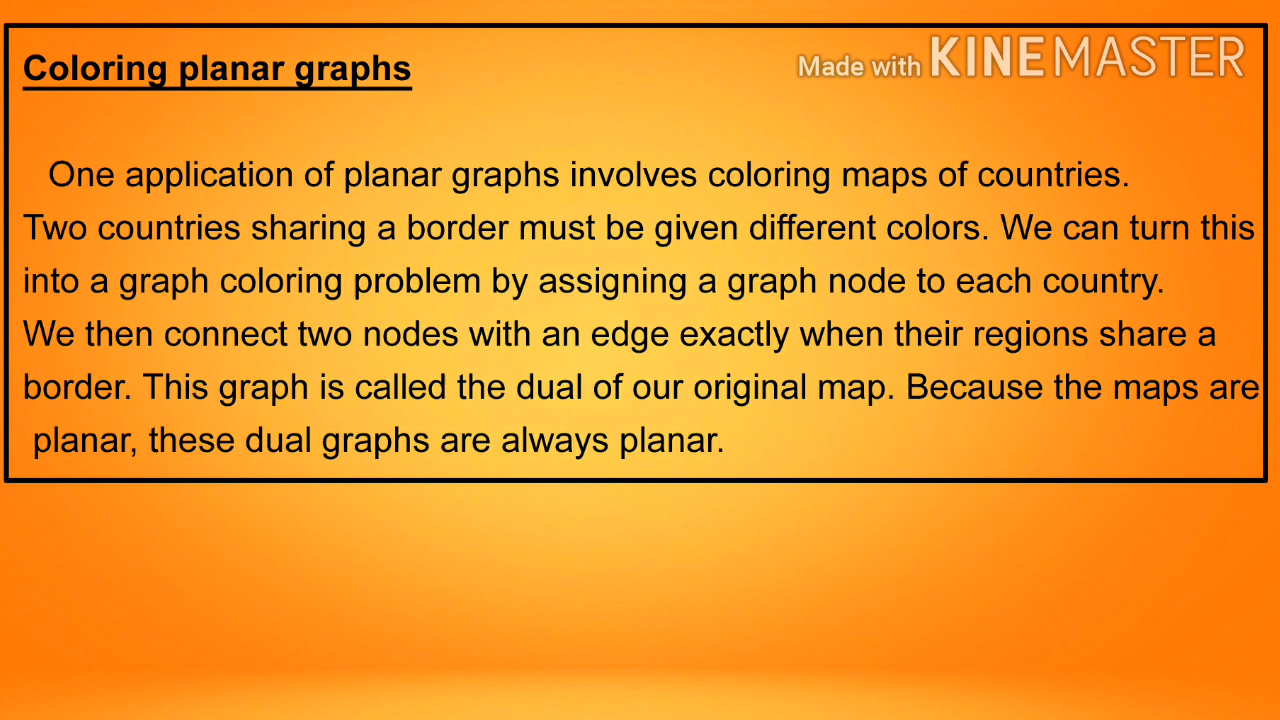 Coloring planar graphs
Made with KINEMASTER
One application of planar graphs involves coloring maps of countries.
Two countries sharing a border must be given different colors. We can turn this
into a graph coloring problem by assigning a graph node to each country.
We then connect two nodes with an edge exactly when their regions share a
border. This graph is called the dual of our original map. Because the maps are
planar, these dual graphs are always planar.